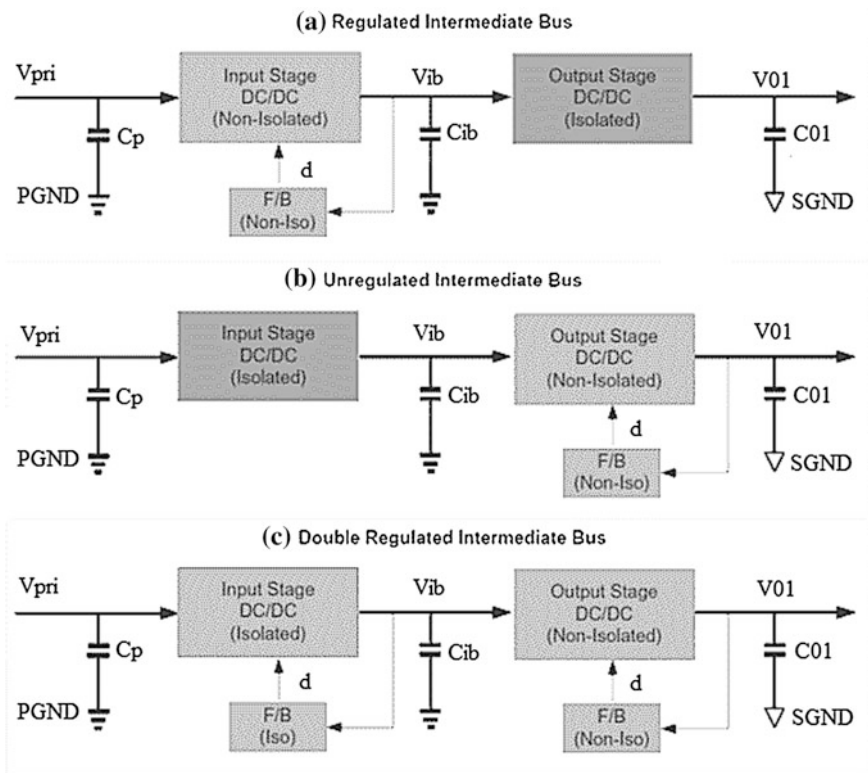 (a) Regulated Intermediate Bus
Vpri
Input Stage
DC/DC
(Non-Isolated)
Vib
Output Stage
DC/DC
(Isolated)
V01
Cp
Cib
C01
d
PGND
F/B
(Non-Iso)
SGND
(b) Unregulated Intermediate Bus
Vpri
Input Stage
DC/DC
(Isolated)
Vib
Output Stage
DC/DC
(Non-Isolated)
V01
Cp
Cib
C01
d
PGND
F/B
(Non-Iso)
SGND
(c) Double Regulated Intermediate Bus
Vpri
Input Stage
DC/DC
(Isolated)
Vib
Output Stage
DC/DC
(Non-Isolated)
V01
Cp
Cib
C01
d
d
PGND
F/B
(Iso)
F/B
(Non-Iso)
SGND